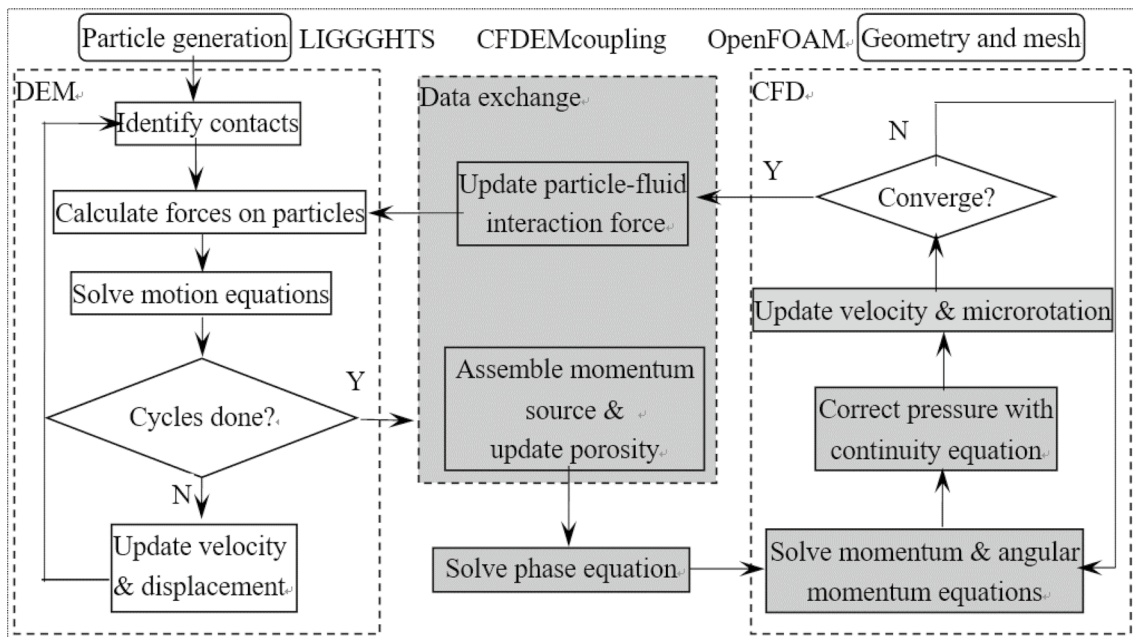 Particle generation
LIGGGHTS
CFDEMcoupling
OpenFOAM
Geometry and mesh
DEM
Identify contacts
Calculate forces on particles
Solve motion equations
Cycles done?
Y
N
Update velocity
& displacement
Data exchange
Update particle-fluid
interaction force
Assemble momentum
source &
update porosity
Solve phase equation
CFD
N
Y
Converge?
Update velocity & microrotation
Correct pressure with
continuity equation
Solve momentum & angular
momentum equations